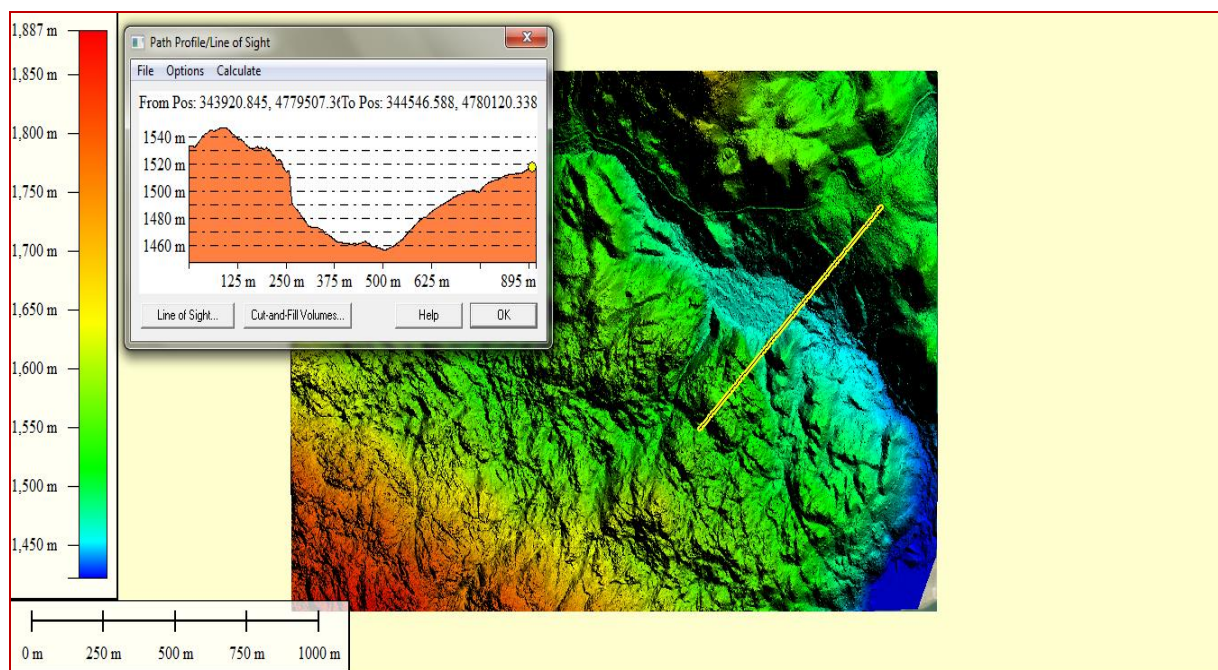 1,887 m
1,850 m
1,800 m
1,750 m
1,700 m
1,650 m
1,600 m
1,550 m
1,500 m
1,450 m
Path Profile/Line of Sight
File Options Calculate
From Pos: 343920.845, 4779507.36To Pos: 344546.588, 4780120.338
1540 m
1520 m
1500 m
1480 m
1460 m
125 m 250 m 375 m 500 m 625 m 895 m
Line of Sight... Cut-and-Fill Volumes... Help OK
0 m 250 m 500 m 750 m 1000 m